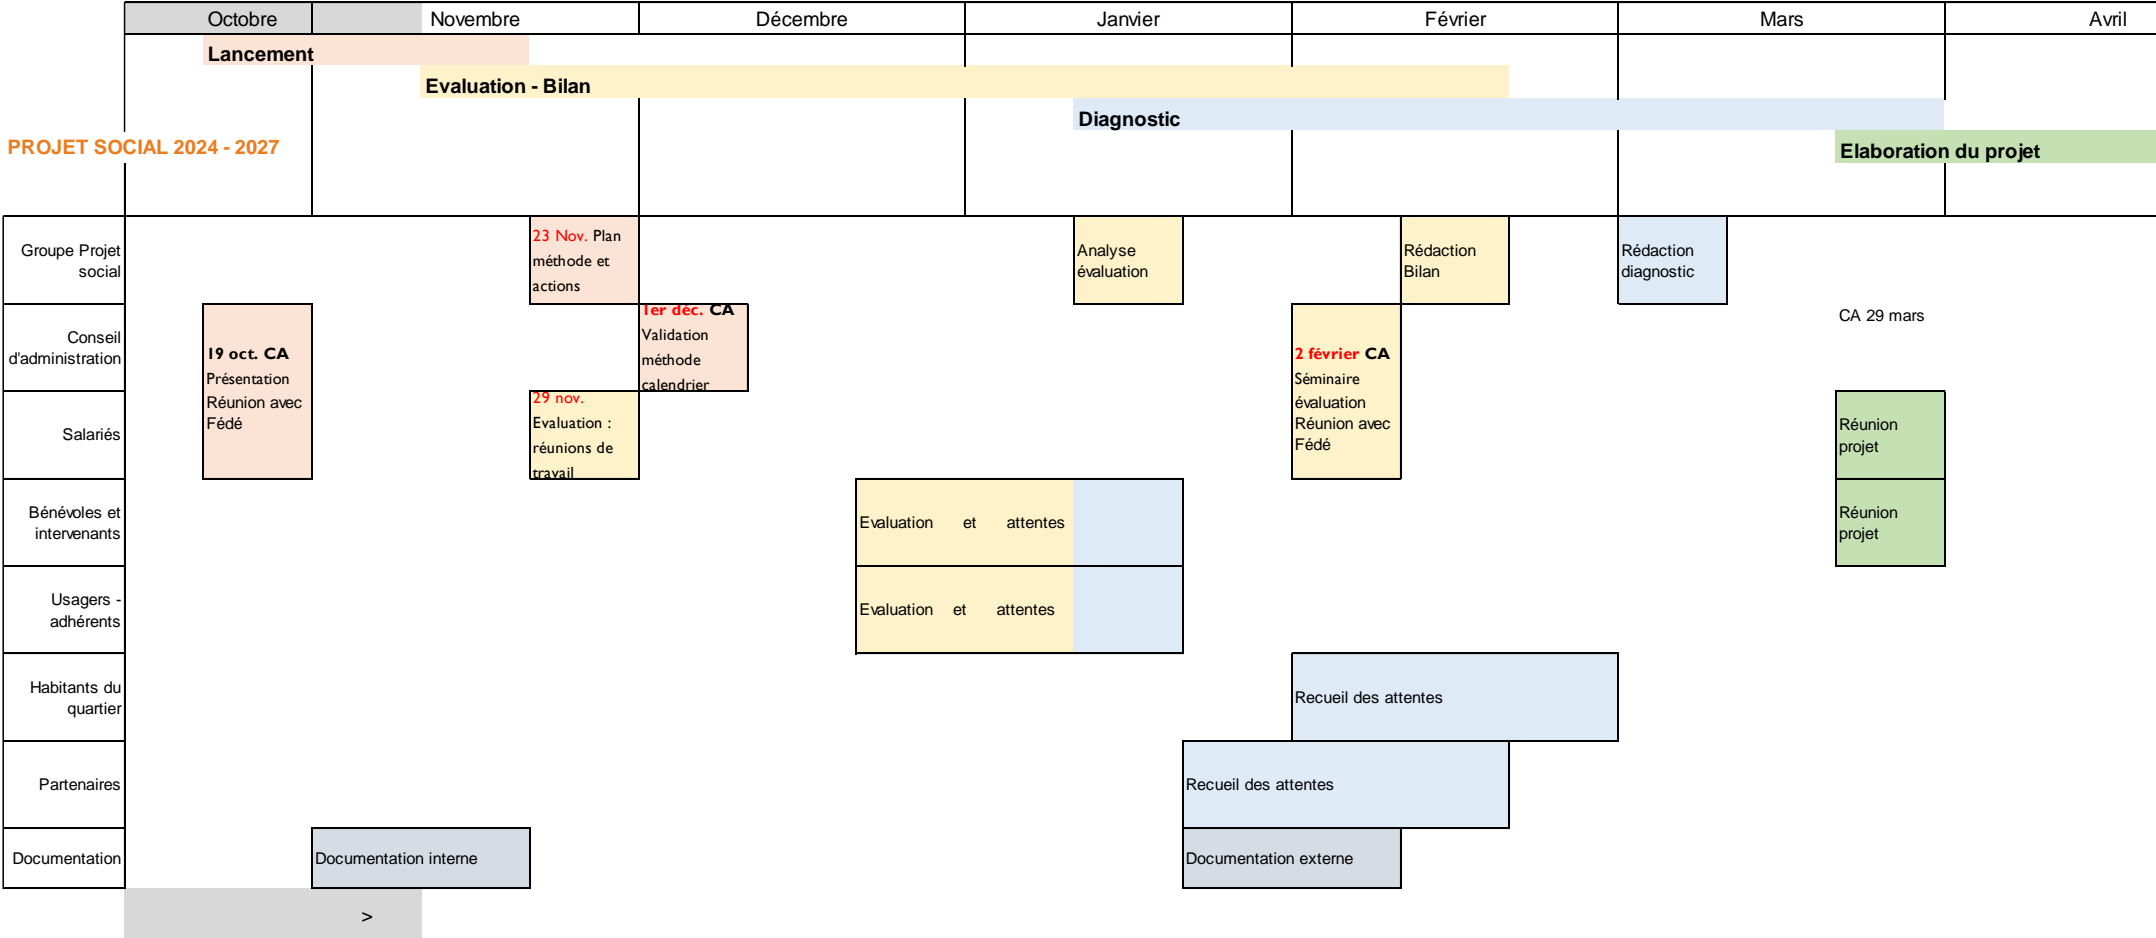 Octobre Novembre Décembre Janvier Février Mars Avril
Lancement
Evaluation - Bilan
Diagnostic
PROJET SOCIAL 2024 - 2027
Elaboration du projet
Groupe Projet
social
23 Nov. Plan
méthode et
actions
Analyse
évaluation
Rédaction
Bilan
Rédaction
diagnostic
Conseil
d'administration
19 oct. CA
Présentation
Réunion avec
Fédé
1er déc. CA
Validation
méthode
calendrier
2 février CA
Séminaire
évaluation
Réunion avec
Fédé
CA 29 mars
Salariés
29 nov.
Evaluation :
réunions de
travail
Réunion
projet
Bénévoles et
intervenants
Evaluation et attentes
Réunion
projet
Usagers -
adhérents
Evaluation et attentes
Habitants du
quartier
Recueil des attentes
Partenaires
Recueil des attentes
Documentation
Documentation interne
Documentation externe
>